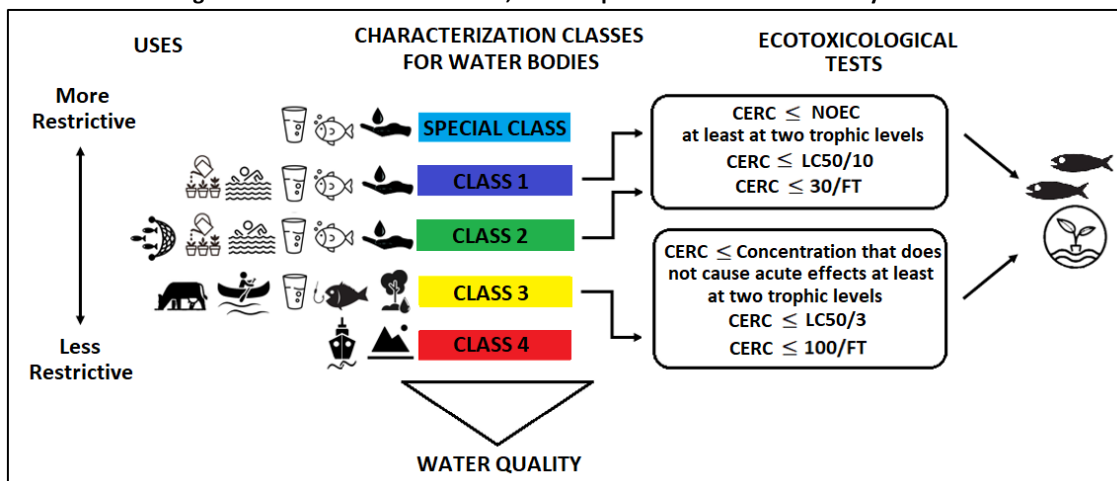 USES
CHARACTERIZATION CLASSES
FOR WATER BODIES
ECOTOXICOLOGICAL
TESTS
More
Restrictive
Less
Restrictive
SPECIAL CLASS
CLASS 1
CLASS 2
CLASS 3
CLASS 4
WATER QUALITY
CERC ≤ NOEC
at least at two trophic levels
CERC ≤ LC50/10
CERC ≤ 30/FT
CERC ≤ Concentration that does
not cause acute effects at least
at two trophic levels
CERC ≤ LC50/3
CERC ≤ 100/FT